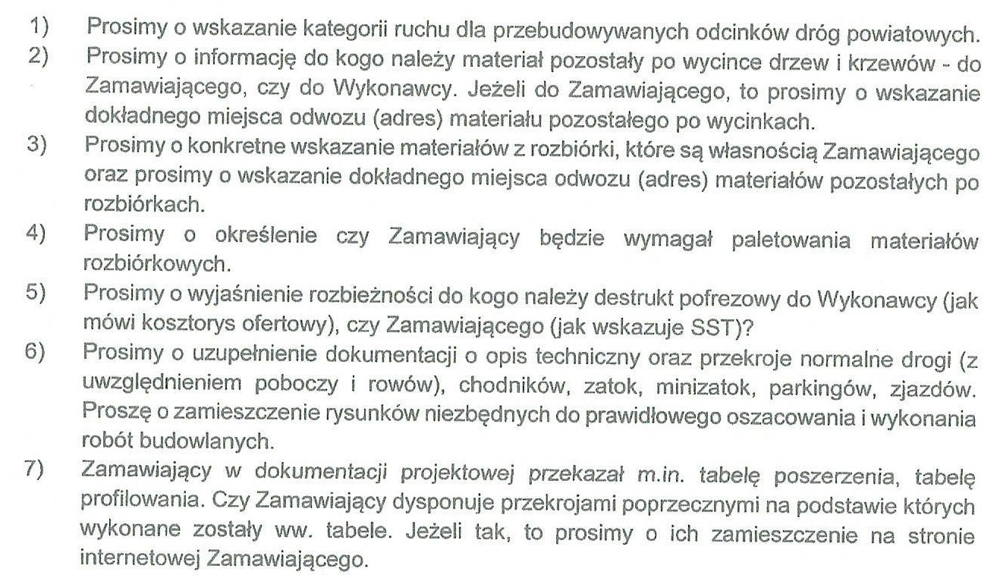 1) Prosimy o wskazanie kategorii ruchu dla przebudowywanych odcinków dróg powiatowych.
2) Prosimy o informację do kogo należy materiał pozostały po wycince drzew i krzewów - do
Zamawiającego, czy do Wykonawcy. Jeżeli do Zamawiającego, to prosimy o wskazanie
dokładnego miejsca odwozu (adres) materiału pozostałego po wycinkach.
3) Prosimy o konkretne wskazanie materiałów z rozbiórki, które są własnością Zamawiającego
oraz prosimy o wskazanie dokładnego miejsca odwozu (adres) materiałów pozostałych po
rozbiórkach.
4) Prosimy o określenie czy Zamawiający będzie wymagał paletowania materiałów
rozbiórkowych.
5) Prosimy o wyjaśnienie rozbieżności do kogo należy destrukt pofrezowy do Wykonawcy (jak
mówi kosztorys ofertowy), czy Zamawiającego (jak wskazuje SST)?
6) Prosimy o uzupełnienie dokumentacji o opis techniczny oraz przekroje normalne drogi (z
uwzględnieniem poboczy i rowów), chodników, zatok, minizatok, parkingów, zjazdów.
Proszę o zamieszczenie rysunków niezbędnych do prawidłowego oszacowania i wykonania
robót budowlanych.
7) Zamawiający w dokumentacji projektowej przekazał m.in. tabelę poszerzenia, tabelę
profilowania. Czy Zamawiający dysponuje przekrojami poprzecznymi na podstawie których
wykonane zostały ww. tabele. Jeżeli tak, to prosimy o ich zamieszczenie na stronie
internetowej Zamawiającego.